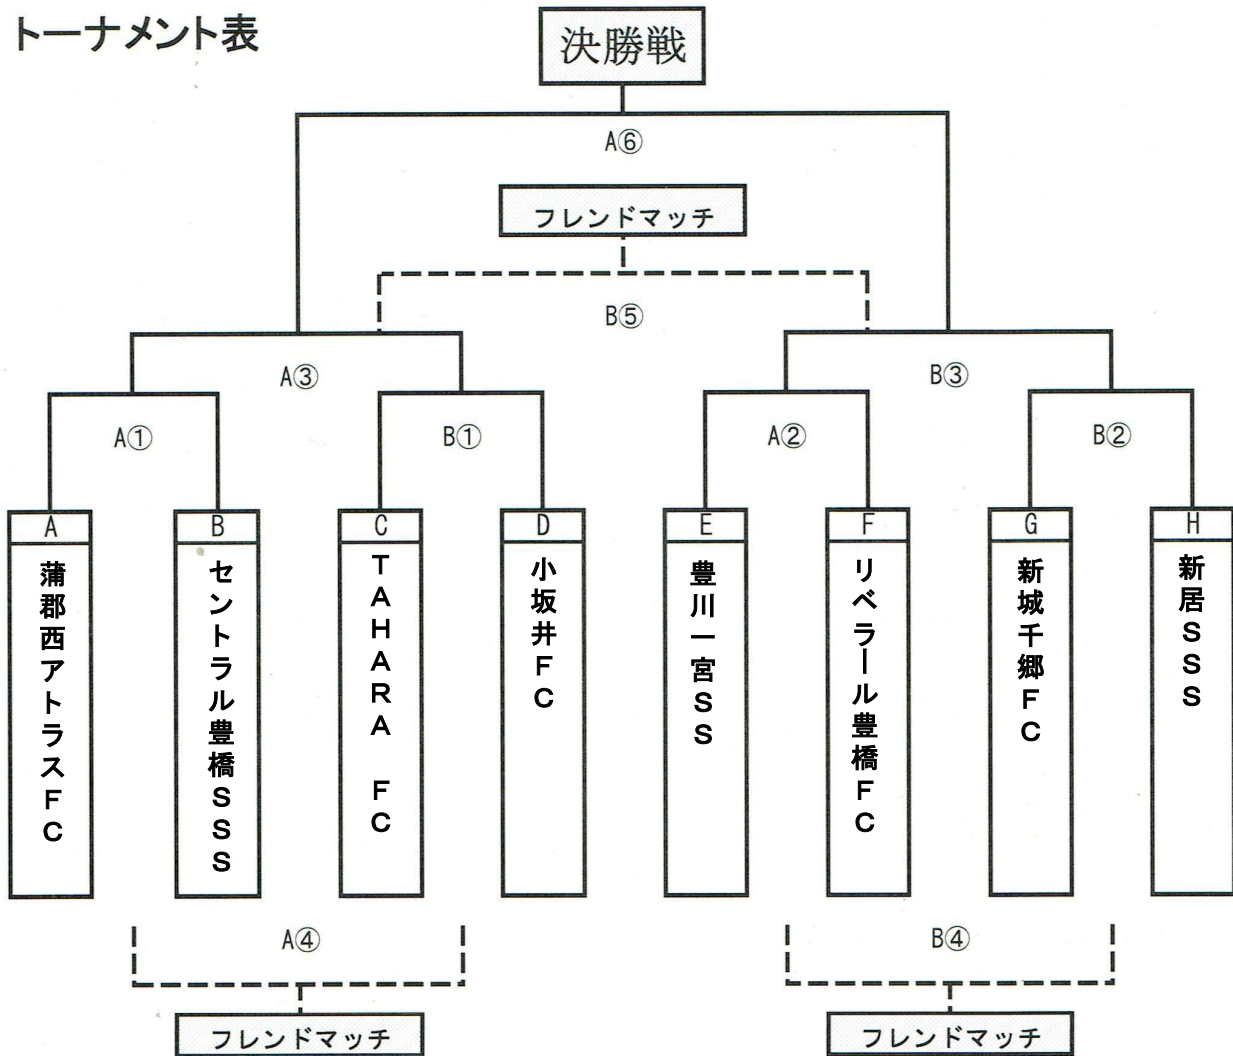 トーナメント表
決勝戦
A⑥
フレンドマッチ
B⑤
A③
B③
A①
B①
A②
B②
A
B
C
D
E
F
G
H
蒲郡西アトラスFC
セントラル豊橋SSS
TAHARA FC
小坂井FC
豊川一宮SS
リベラール豊橋FC
新城千郷FC
新居SSS
A④
B④
フレンドマッチ
フレンドマッチ